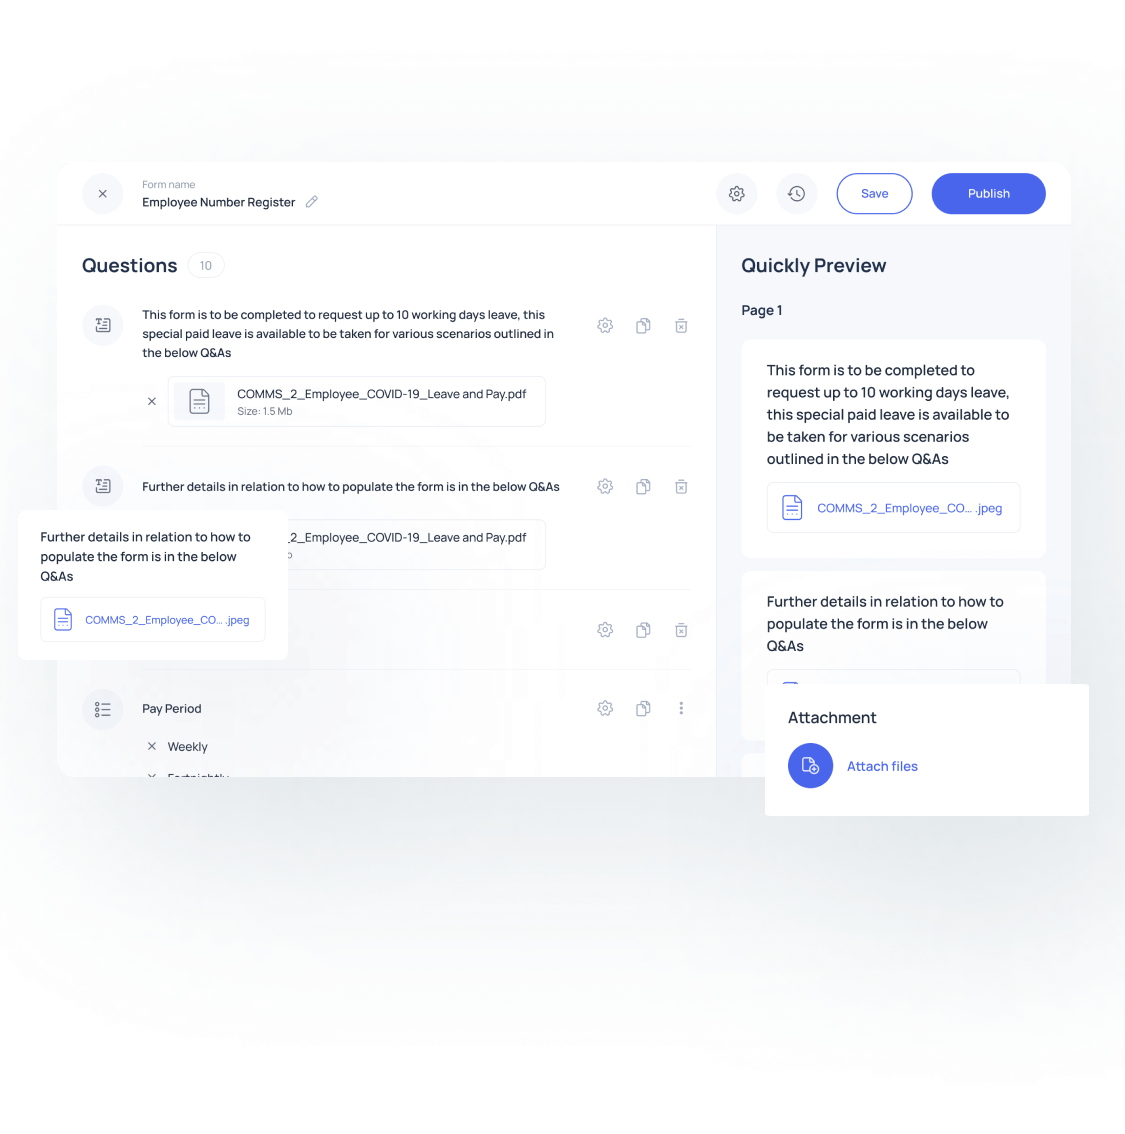 Form name
Employee Number Register
Save
Publish
Questions 10
This form is to be completed to request up to 10 working days leave, this
special paid leave is available to be taken for various scenarios outlined in
the below Q&As
COMMS_2_Employee_COVID-19_Leave and Pay.pdf
Size: 1.5 Mb
Further details in relation to how to populate the form is in the below Q&As
_2_Employee_COVID-19_Leave and Pay.pdf
Further details in relation to how to
populate the form is in the below
Q&As
COMMS_2_Employee_CO... .jpeg
Pay Period
Weekly
Fortnightly
Quickly Preview
Page 1
This form is to be completed to
request up to 10 working days leave,
this special paid leave is available to
be taken for various scenarios
outlined in the below Q&As
COMMS_2_Employee_CO... .jpeg
Further details in relation to how to
populate the form is in the below
Q&As
Attachment
Attach files